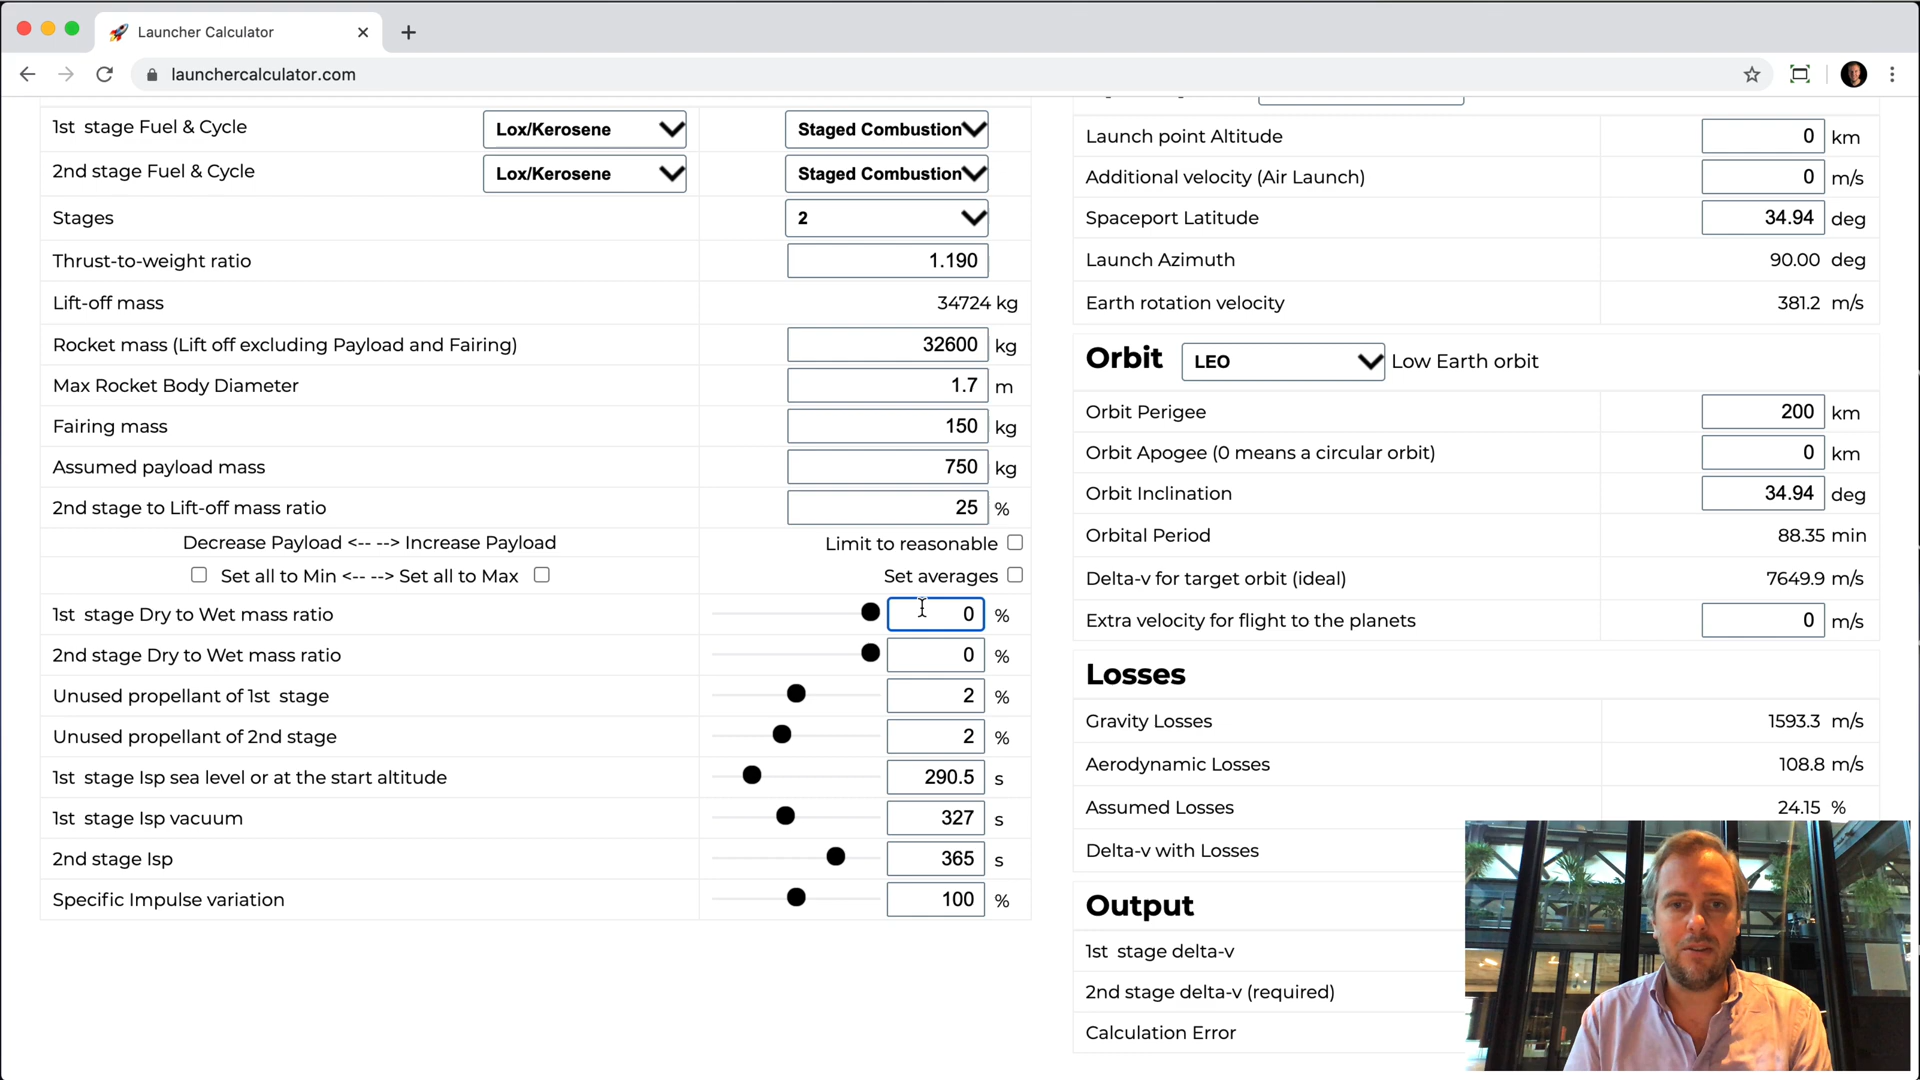 Launcher Calculator
launchercalculator.com
1st stage Fuel & Cycle Lox/Kerosene Staged Combustion
2nd stage Fuel & Cycle Lox/Kerosene Staged Combustion
Stages 2
Thrust-to-weight ratio 1.190
Lift-off mass 34724 kg
Rocket mass (Lift off excluding Payload and Fairing) 32600 kg
Max Rocket Body Diameter 1.7 m
Fairing mass 150 kg
Assumed payload mass 750 kg
2nd stage to Lift-off mass ratio 25 %
Decrease Payload <-- --> Increase Payload Limit to reasonable
Set all to Min <-- --> Set all to Max Set averages
1st stage Dry to Wet mass ratio 0 %
2nd stage Dry to Wet mass ratio 0 %
Unused propellant of 1st stage 2 %
Unused propellant of 2nd stage 2 %
1st stage Isp sea level or at the start altitude 290.5 s
1st stage Isp vacuum 327 s
2nd stage Isp 365 s
Specific Impulse variation 100 %
Launch point Altitude 0 km
Additional velocity (Air Launch) 0 m/s
Spaceport Latitude 34.94 deg
Launch Azimuth 90.00 deg
Earth rotation velocity 381.2 m/s
Orbit LEO Low Earth orbit
Orbit Perigee 200 km
Orbit Apogee (0 means a circular orbit) 0 km
Orbit Inclination 34.94 deg
Orbital Period 88.35 min
Delta-v for target orbit (ideal) 7649.9 m/s
Extra velocity for flight to the planets 0 m/s
Losses
Gravity Losses 1593.3 m/s
Aerodynamic Losses 108.8 m/s
Assumed Losses 24.15 %
Delta-v with Losses
Output
1st stage delta-v
2nd stage delta-v (required)
Calculation Error